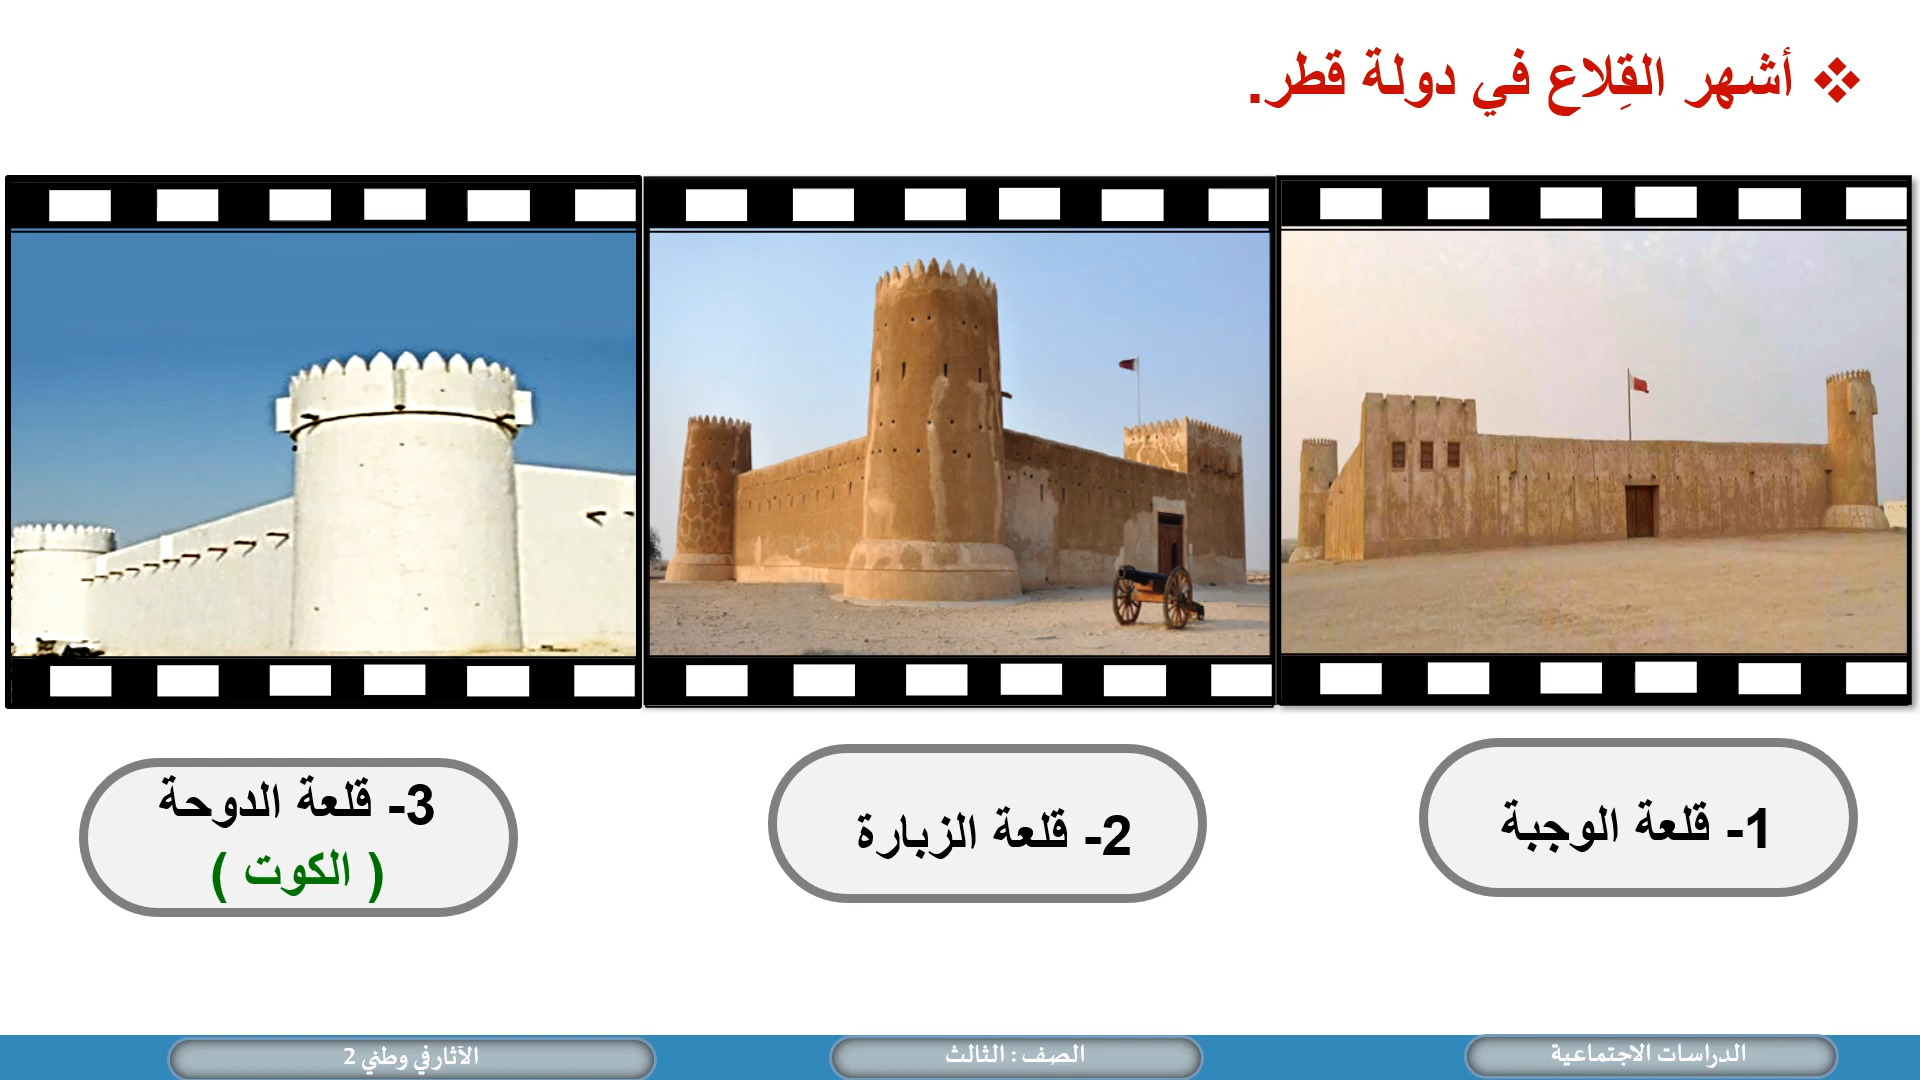 ❖ أشهر القِلاع في دولة قطر.
1- قلعة الوجبة
2- قلعة الزبارة
3- قلعة الدوحة
( الكوت )
الدراسات الاجتماعية
الصف : الثالث
الآثار في وطني 2